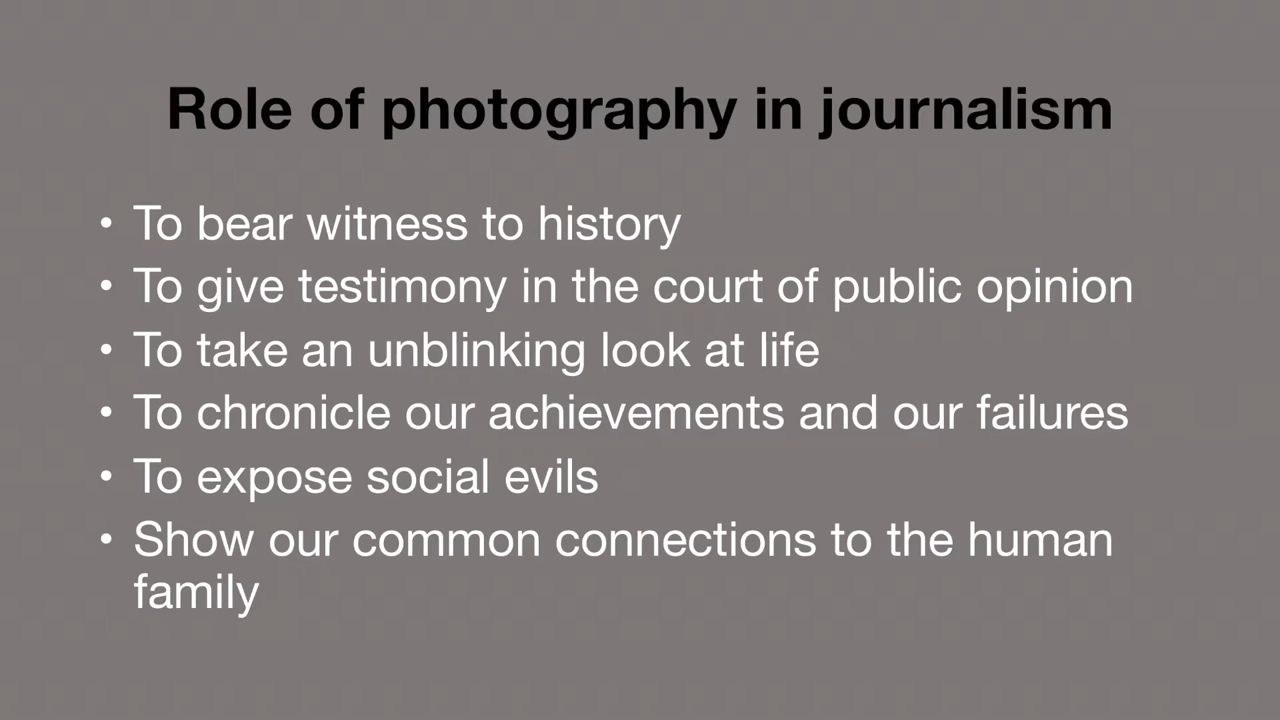 Role of photography in journalism
• To bear witness to history
• To give testimony in the court of public opinion
• To take an unblinking look at life
• To chronicle our achievements and our failures
• To expose social evils
• Show our common connections to the human
family